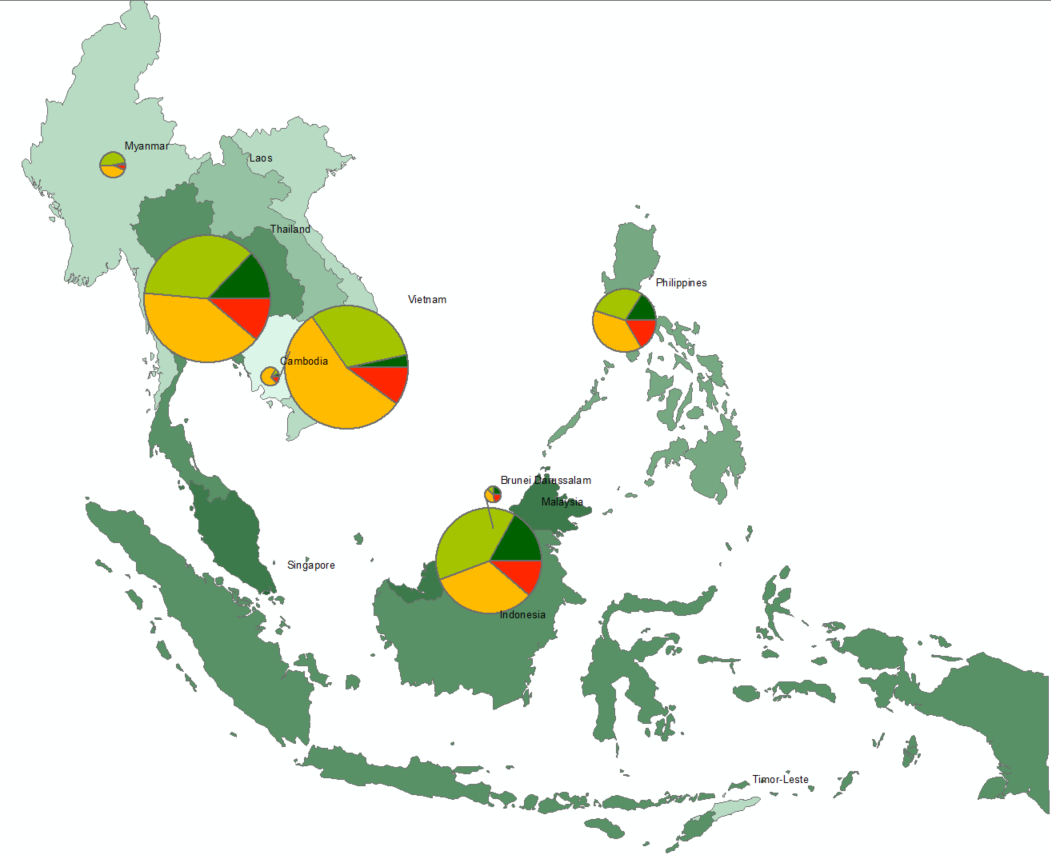 Myanmar
Laos
Thailand
Philippines
Vietnam
Cambodia
Brunei Darussalam
Malaysia
Singapore
Indonesia
Timor-Leste